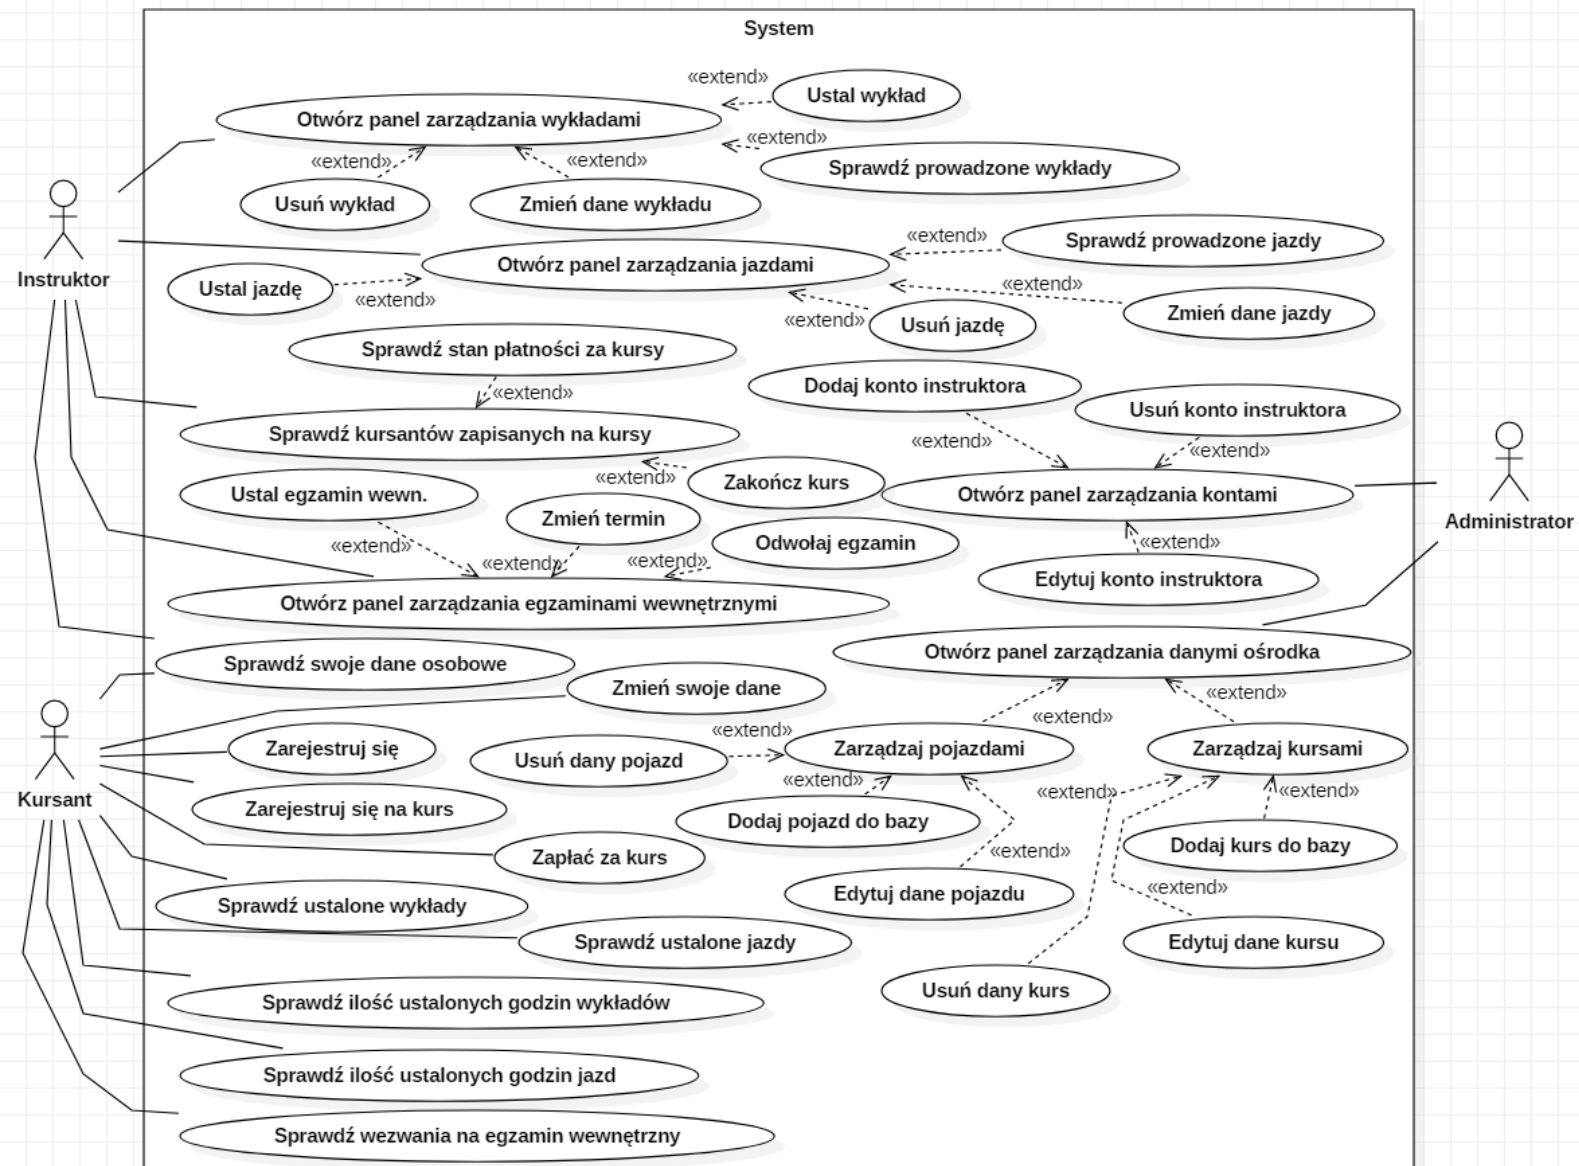 System
«extend»
Ustal wykład
Otwórz panel zarządzania wykładami
«extend»
Sprawdź prowadzone wykłady
«extend»
«extend»
Usuń wykład
Zmień dane wykładu
Instruktor
«extend»
Sprawdź prowadzone jazdy
Otwórz panel zarządzania jazdami
Ustal jazdę
«extend»
«extend»
Zmień dane jazdy
«extend»
Usuń jazdę
Sprawdź stan płatności za kursy
«extend»
Dodaj konto instruktora
Usuń konto instruktora
Sprawdź kursantów zapisanych na kursy
«extend»
«extend»
«extend»
Zakończ kurs
Ustal egzamin wewn.
Otwórz panel zarządzania kontami
Administrator
Zmień termin
«extend»
Odwołaj egzamin
«extend»
«extend»
«extend»
Edytuj konto instruktora
Otwórz panel zarządzania egzaminami wewnętrznymi
Otwórz panel zarządzania danymi ośrodka
Sprawdź swoje dane osobowe
Zmień swoje dane
«extend»
«extend»
«extend»
Kursant
Zarejestruj się
Usuń dany pojazd
Zarządzaj pojazdami
Zarządzaj kursami
«extend»
«extend»
«extend»
Zarejestruj się na kurs
Dodaj pojazd do bazy
Dodaj kurs do bazy
Zapłać za kurs
«extend»
«extend»
Edytuj dane pojazdu
Sprawdź ustalone wykłady
Sprawdź ustalone jazdy
Edytuj dane kursu
Usuń dany kurs
Sprawdź ilość ustalonych godzin wykładów
Sprawdź ilość ustalonych godzin jazd
Sprawdź wezwania na egzamin wewnętrzny